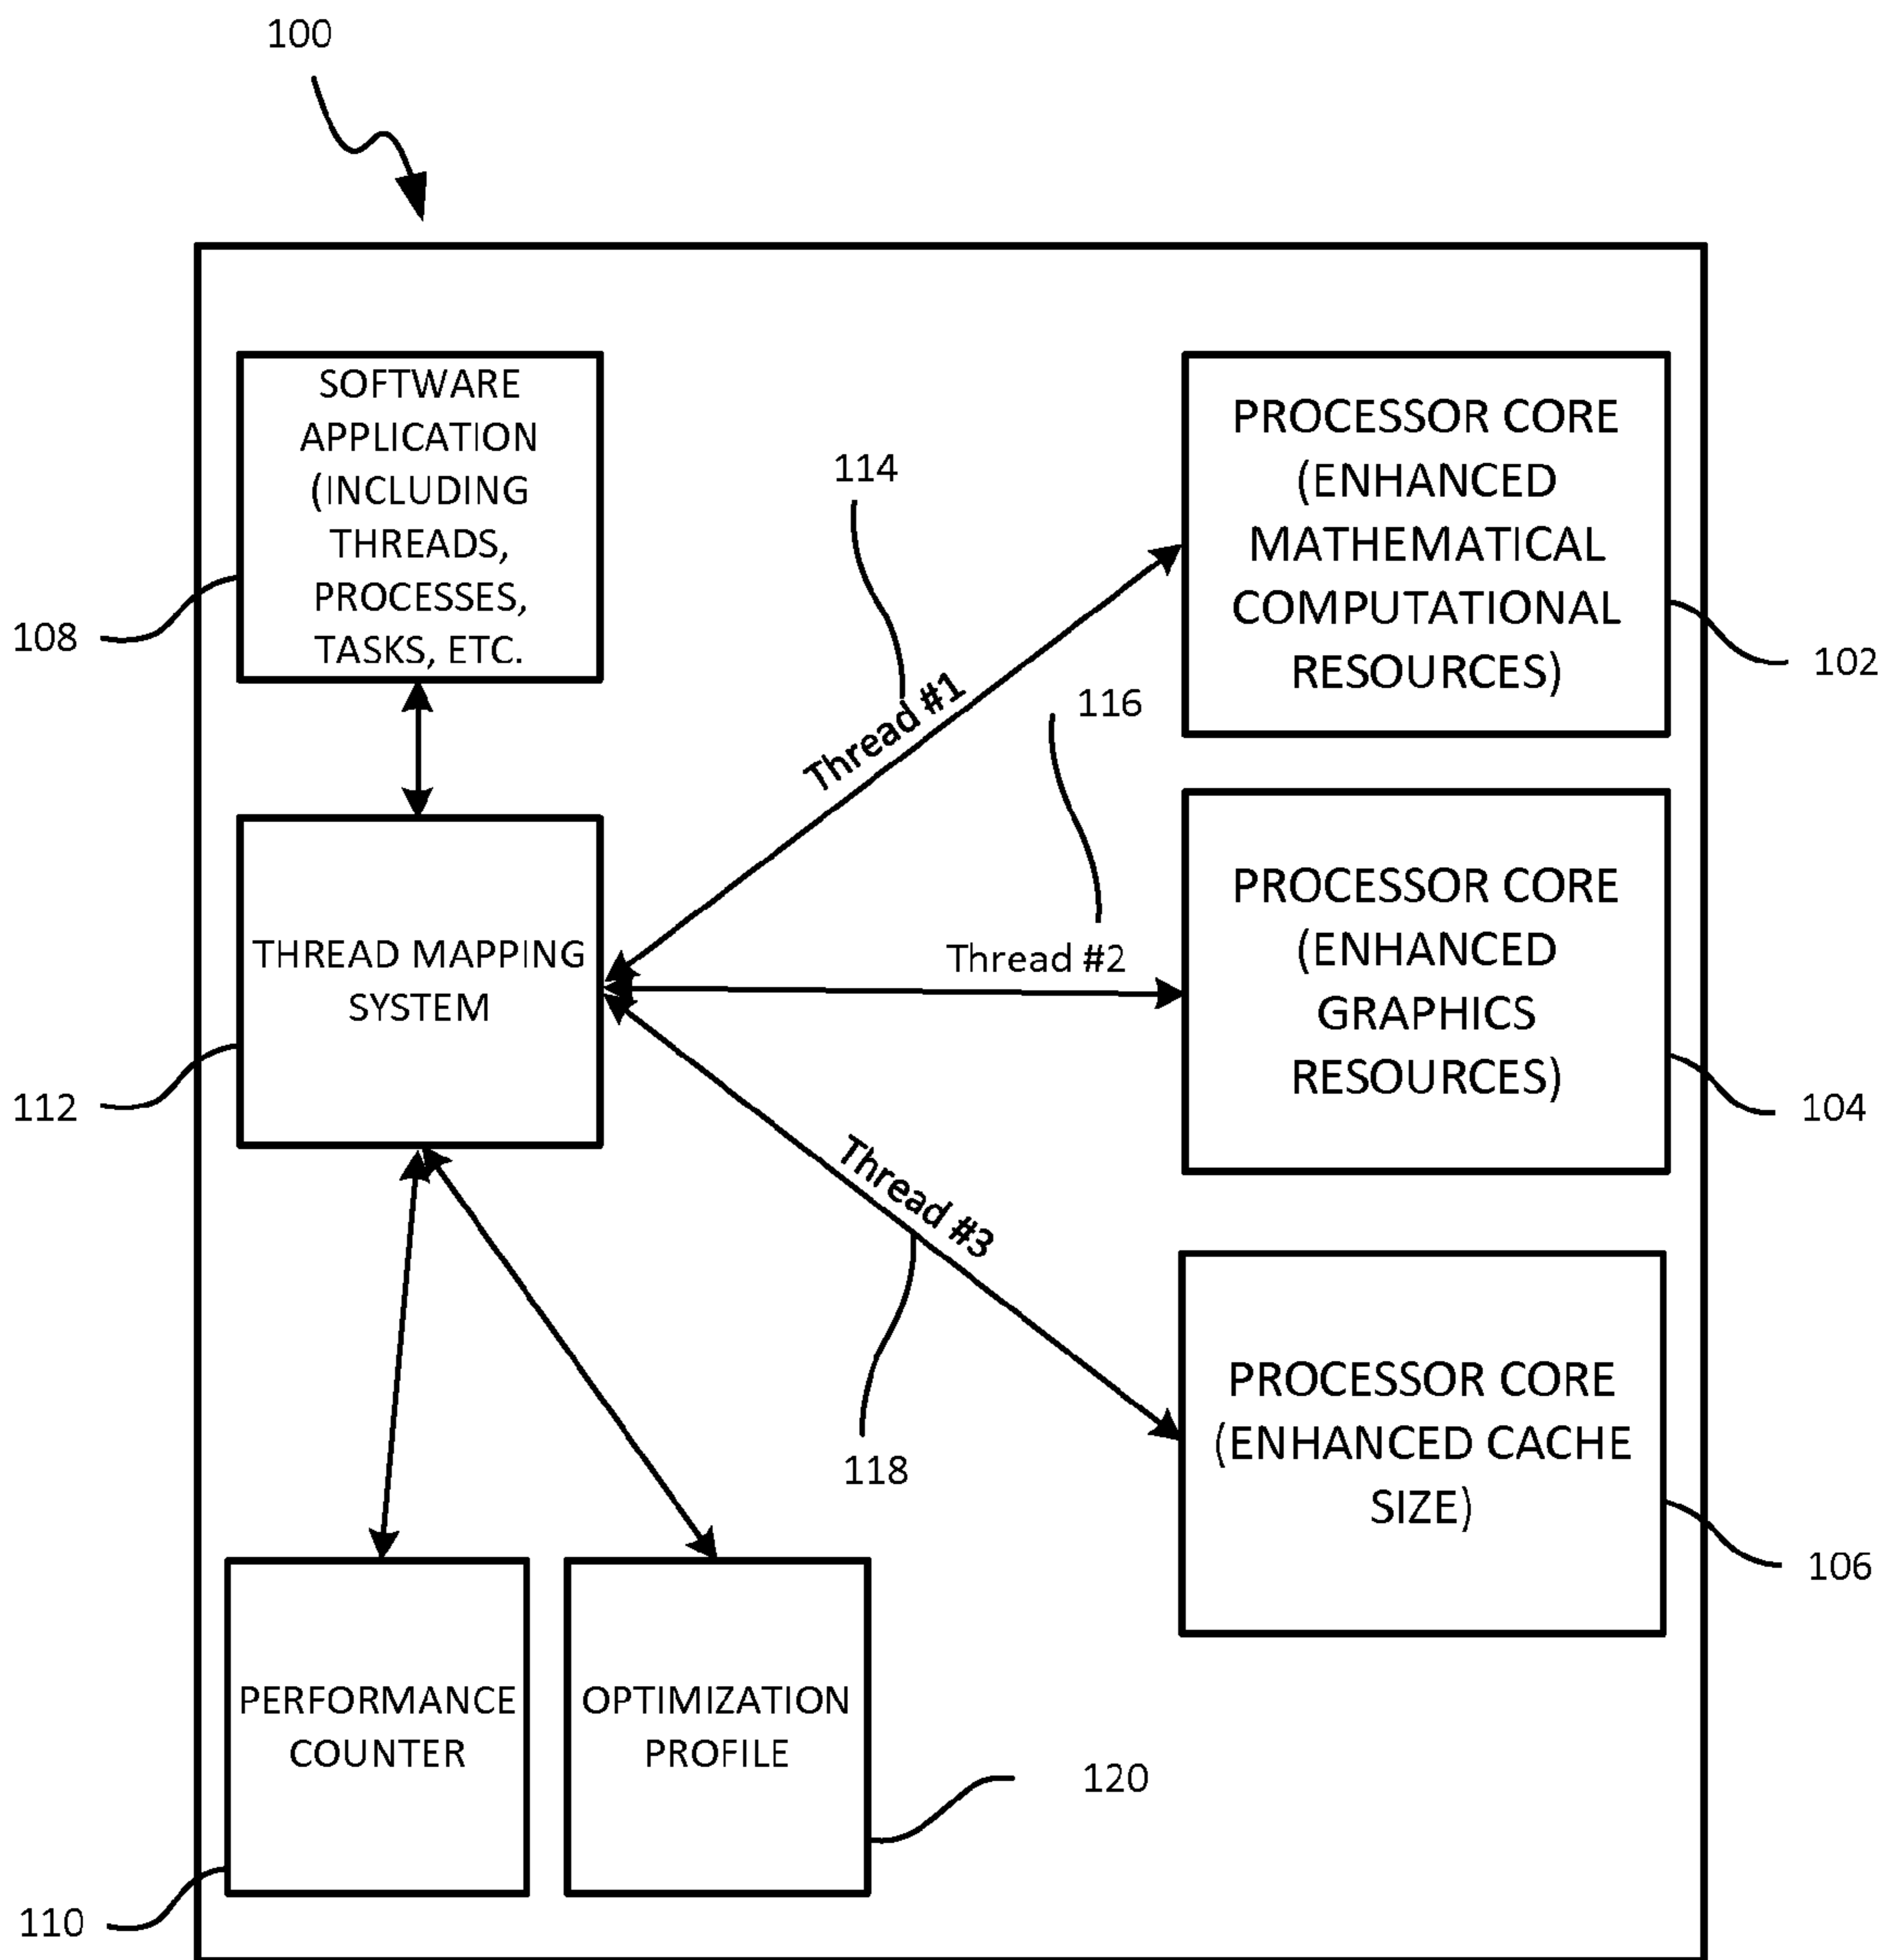 100
SOFTWARE
APPLICATION
(INCLUDING
THREADS,
PROCESSES,
TASKS, ETC.
108
114
Thread #1
PROCESSOR CORE
(ENHANCED
MATHEMATICAL
COMPUTATIONAL
RESOURCES)
102
116
THREAD MAPPING
SYSTEM
112
Thread #2
PROCESSOR CORE
(ENHANCED
GRAPHICS
RESOURCES)
104
Thread #3
118
PROCESSOR CORE
(ENHANCED CACHE
SIZE)
106
PERFORMANCE
COUNTER
110
OPTIMIZATION
PROFILE
120